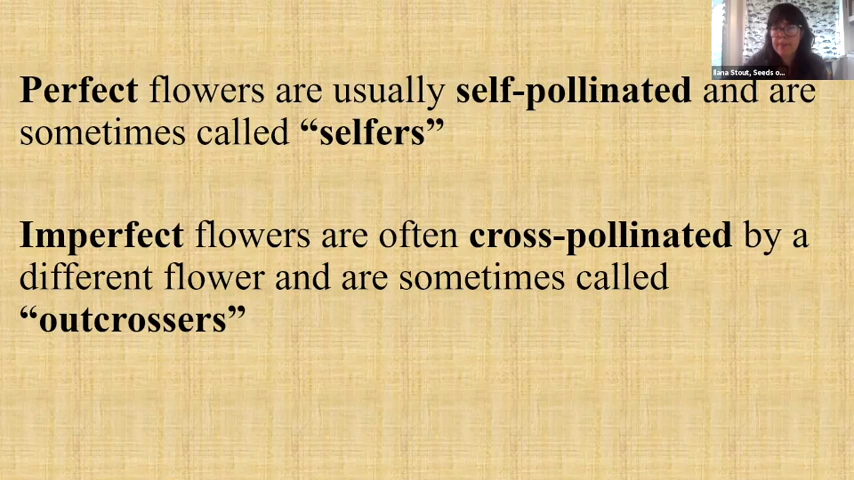 Perfect flowers are usually self-pollinated and are
sometimes called “selfers”
Imperfect flowers are often cross-pollinated by a
different flower and are sometimes called
“outcrossers”
Ilana Stout, Seeds o...